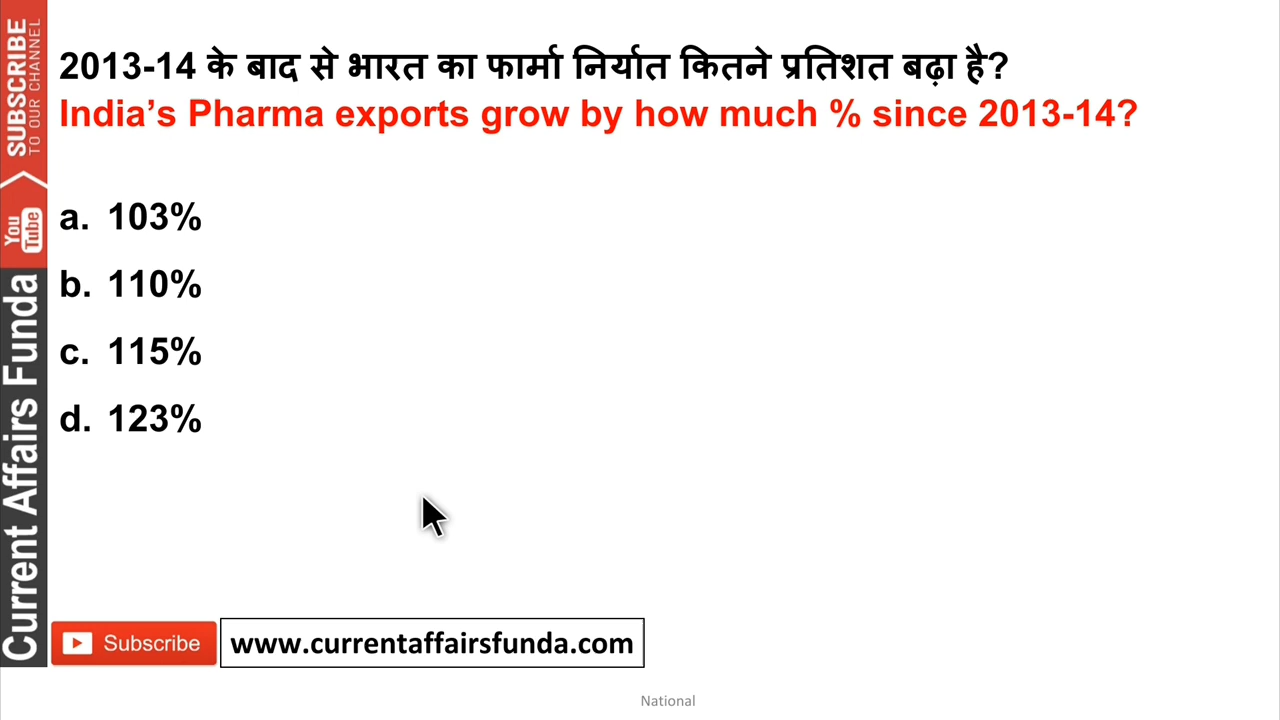 2013-14 के बाद से भारत का फार्मा निर्यात कितने प्रतिशत बढ़ा है?
India’s Pharma exports grow by how much % since 2013-14?
a. 103%
b. 110%
c. 115%
d. 123%
SUBSCRIBE
TO OUR CHANNEL
You
Tube
Current Affairs Funda
Subscribe
www.currentaffairsfunda.com
National